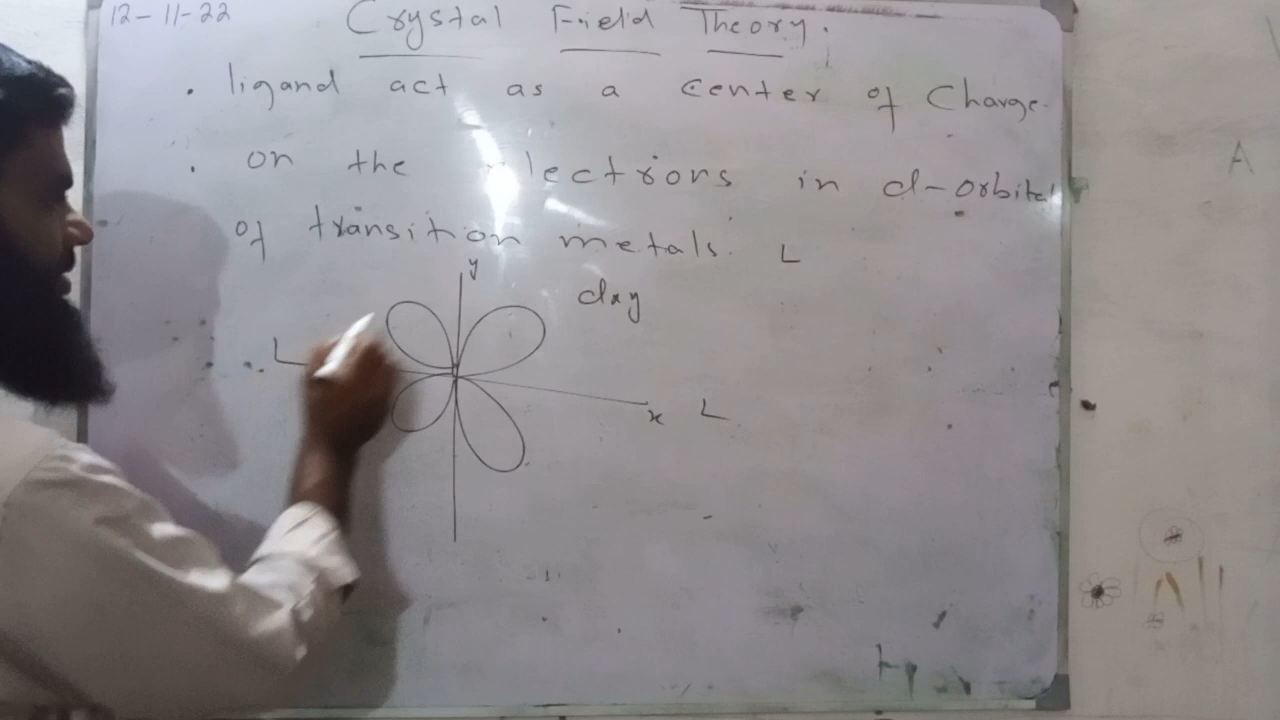 12-11-22
Crystal Field Theory.
. ligand act as a center of Charge.
. on the electrons in d-orbital
of transition metals. L
y
dxy
L
x L
A